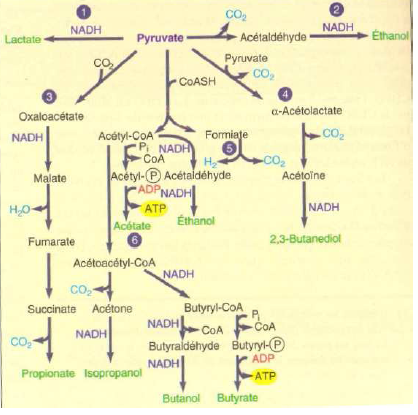 1 CO₂ 2
NADH Pyruvate NADH
Lactate Acétaldéhyde Éthanol
CO₂ Pyruvate
CoASH CO₂
3 4
Oxaloacétate α-Acétolactate
NADH Acétyl-CoA Formiate CO₂
Pi NADH 5
CoA H₂ CO₂
Malate Acétyl-P Acétaldéhyde Acétoïne
ADP NADH
H₂O ATP NADH
Acétate Éthanol
Fumarate 6 2,3-Butanediol
Acétoacétyl-CoA
NADH
CO₂
Succinate Acétone Butyryl-CoA
Pi
NADH CoA CoA
CO₂ NADH Butyraldéhyde Butyryl-P
NADH ADP
Propionate Isopropanol ATP
Butanol Butyrate